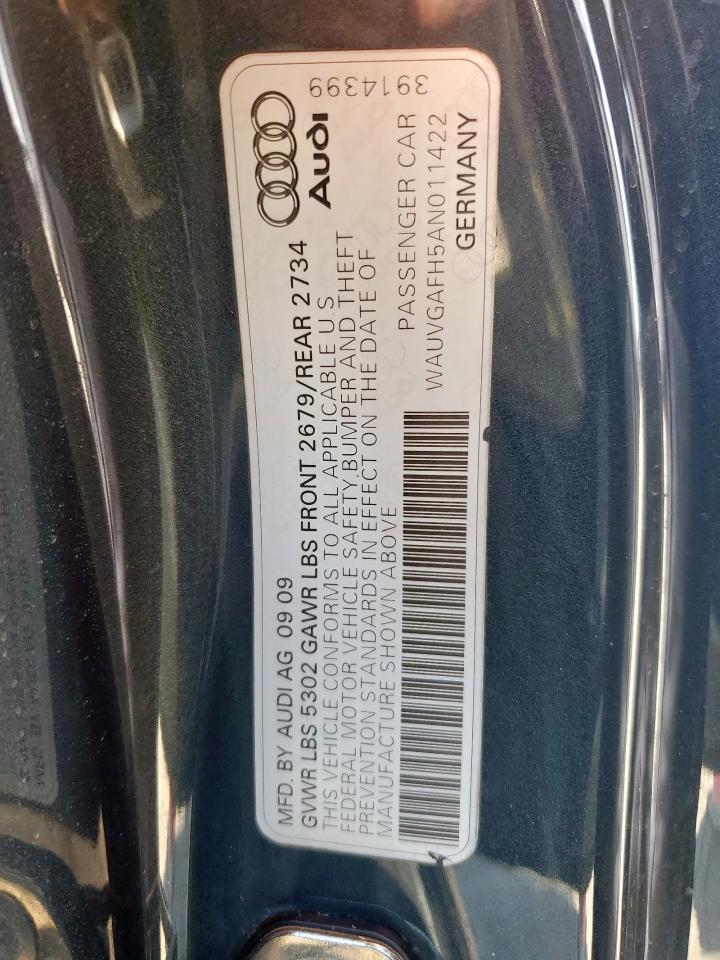 3914399
Audi
MFD. BY AUDI AG 09 09
GVWR LBS 5302 GAWR LBS FRONT 2679/REAR 2734
THIS VEHICLE CONFORMS TO ALL APPLICABLE U.S
FEDERAL MOTOR VEHICLE SAFETY, BUMPER AND THEFT
PREVENTION STANDARDS IN EFFECT ON THE DATE OF
MANUFACTURE SHOWN ABOVE
PASSENGER CAR
WAUVGAFH5AN011422
GERMANY